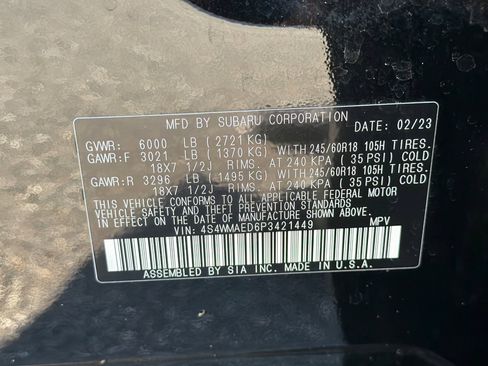 MFD BY SUBARU CORPORATION DATE: 02/23
GVWR: 6000 LB (2721 KG)
GAWR:F 3021 LB (1370 KG) WITH 245/60R18 105H TIRES.
18X7 1/2J RIMS. AT 240 KPA (35 PSI) COLD
GAWR:R 3296 LB (1495 KG) WITH 245/60R18 105H TIRES.
18X7 1/2J RIMS. AT 240 KPA (35 PSI) COLD
THIS VEHICLE CONFORMS TO ALL APPLICABLE FEDERAL MOTOR
VEHICLE SAFETY AND BUMPER STANDARDS
IN EFFECT ON THE DATE OF MANUFACTURE SHOWN ABOVE.
VIN: 4S4WMAED6P3421449 MPV
ASSEMBLED BY SIA INC. MADE IN U.S.A.